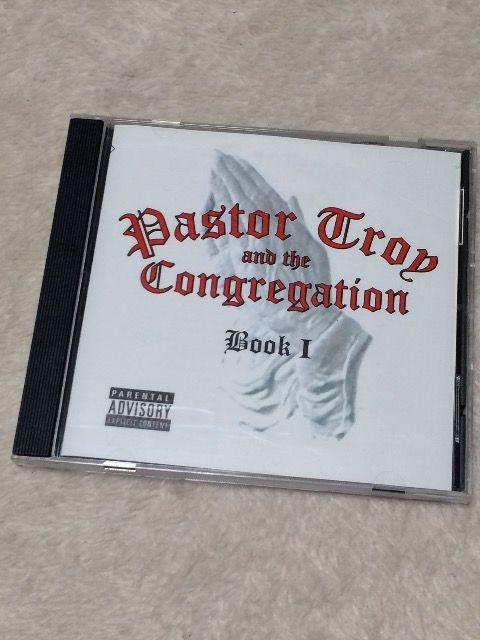 Pastor Troy
and the
Congregation
Book I
PARENTAL
ADVISORY
EXPLICIT CONTENT